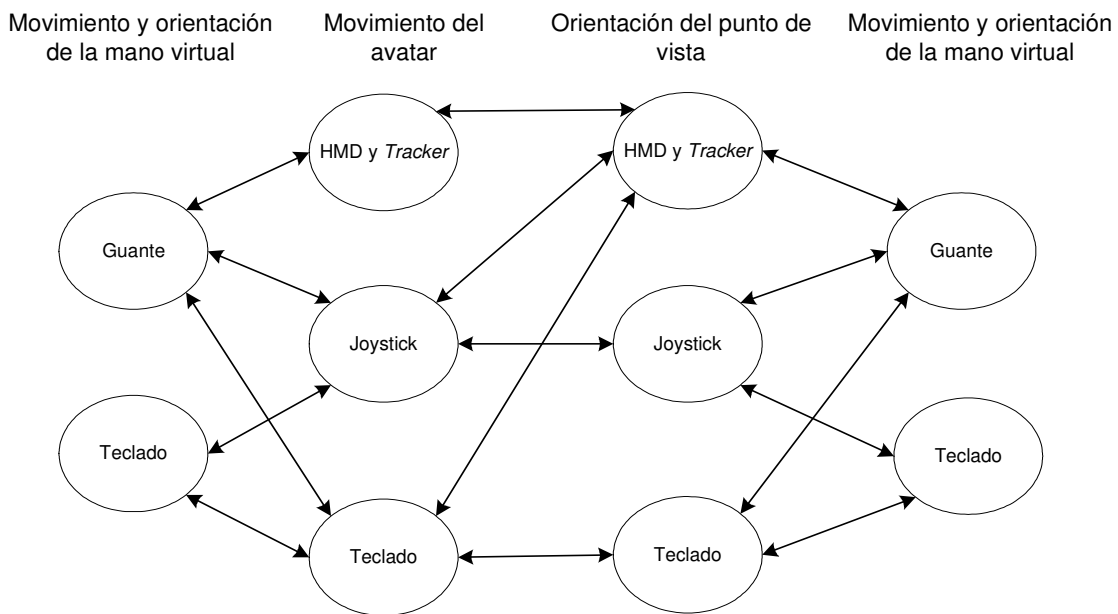 Movimiento y orientación
de la mano virtual
Movimiento del
avatar
Orientación del punto de
vista
Movimiento y orientación
de la mano virtual
HMD y Tracker
HMD y Tracker
Guante
Guante
Joystick
Joystick
Teclado
Teclado
Teclado
Teclado